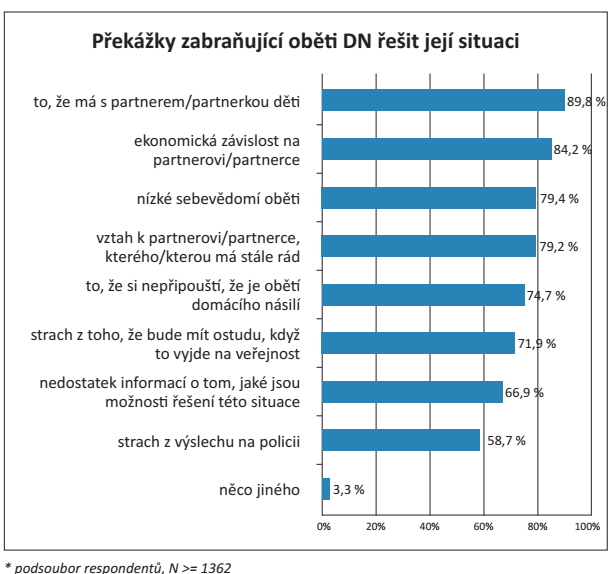 Překážky zabraňující oběti DN řešit její situaci
to, že má s partnerem/partnerkou děti
89,8 %
ekonomická závislost na
partnerovi/partnerce
84,2 %
nízké sebevědomí oběti
79,4 %
vztah k partnerovi/partnerce,
kterého/kterou má stále rád
79,2 %
to, že si nepřipouští, že je obětí
domácího násilí
74,7 %
strach z toho, že bude mít ostudu, když
to vyjde na veřejnost
71,9 %
nedostatek informací o tom, jaké jsou
možnosti řešení této situace
66,9 %
strach z výslechu na policii
58,7 %
něco jiného
3,3 %
0% 20% 40% 60% 80% 100%
* podsoubor respondentů, N >= 1362